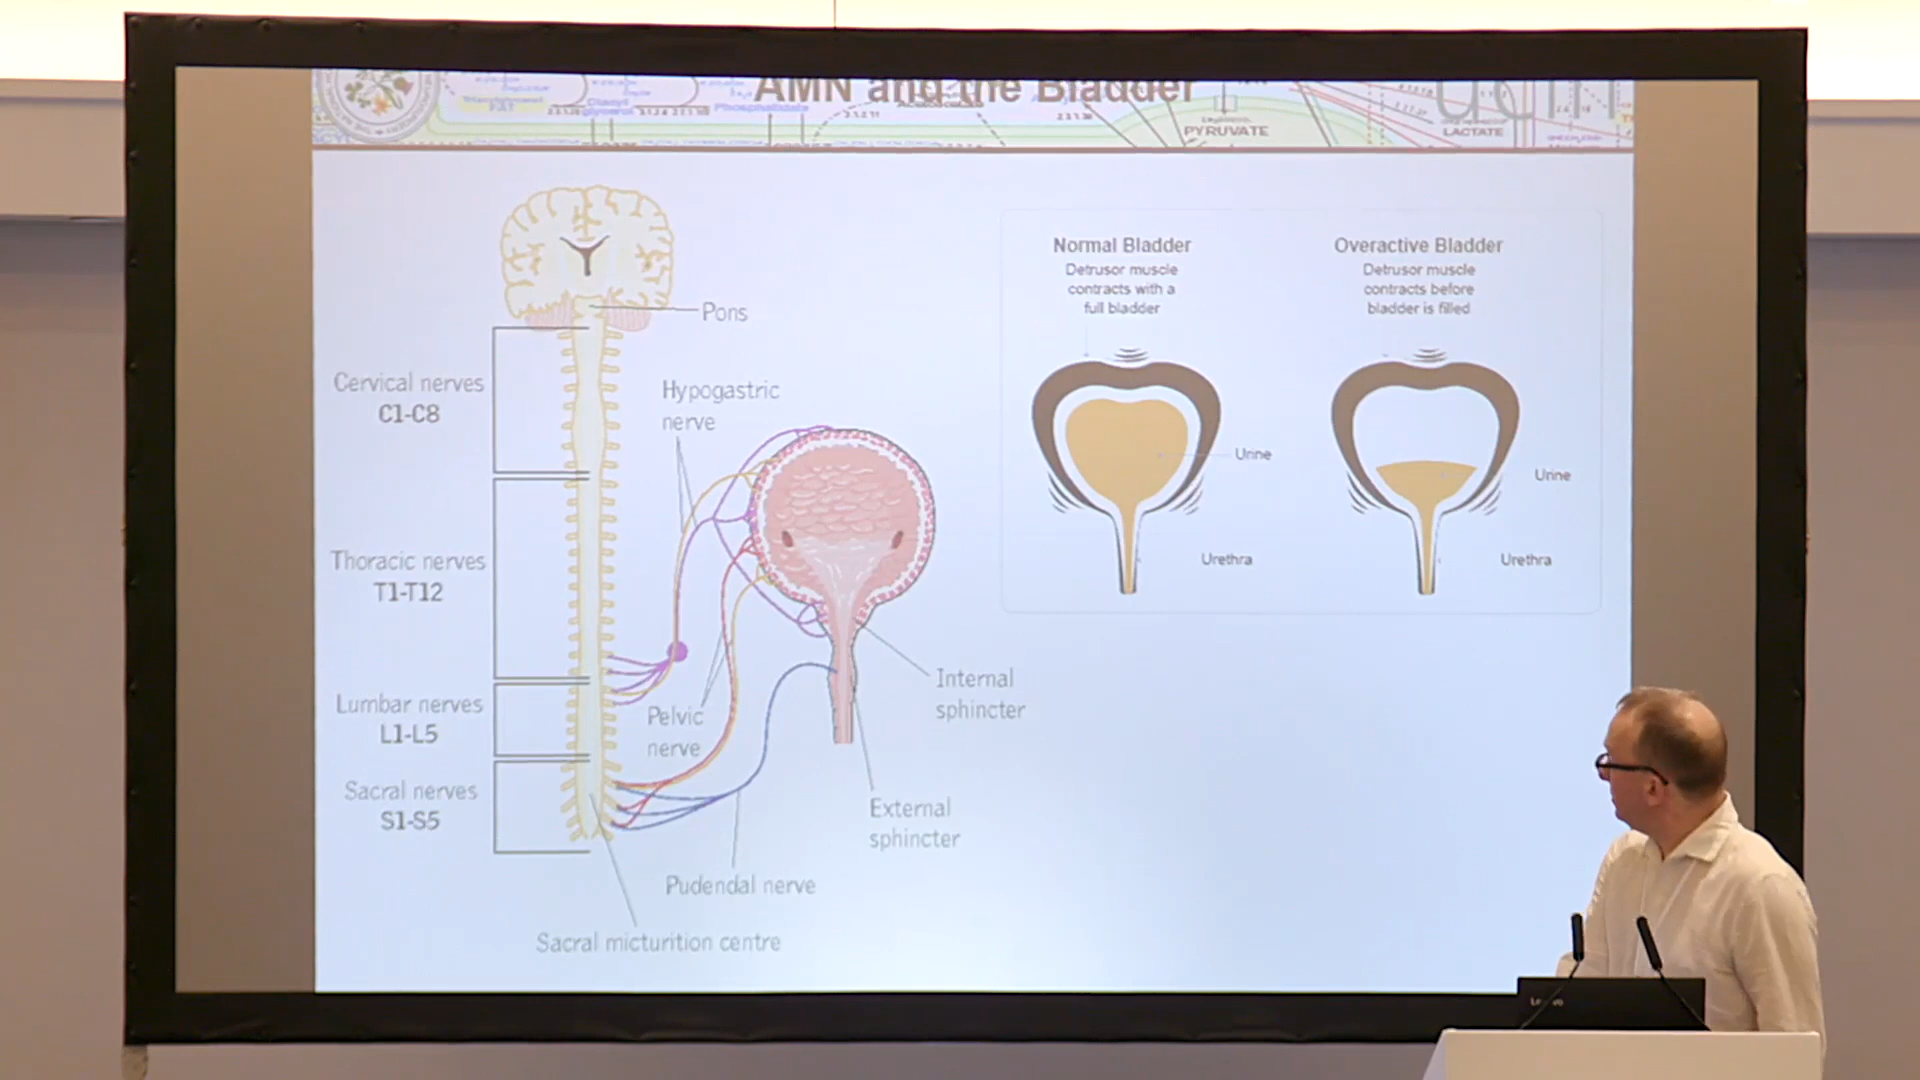 AMN and the Bladder
PYRUVATE
LACTATE
Pons
Cervical nerves
C1-C8
Hypogastric
nerve
Thoracic nerves
T1-T12
Lumbar nerves
L1-L5
Pelvic
nerve
Sacral nerves
S1-S5
Internal
sphincter
External
sphincter
Pudendal nerve
Sacral micturition centre
Normal Bladder
Detrusor muscle
contracts with a
full bladder
Urine
Urethra
Overactive Bladder
Detrusor muscle
contracts before
bladder is filled
Urine
Urethra